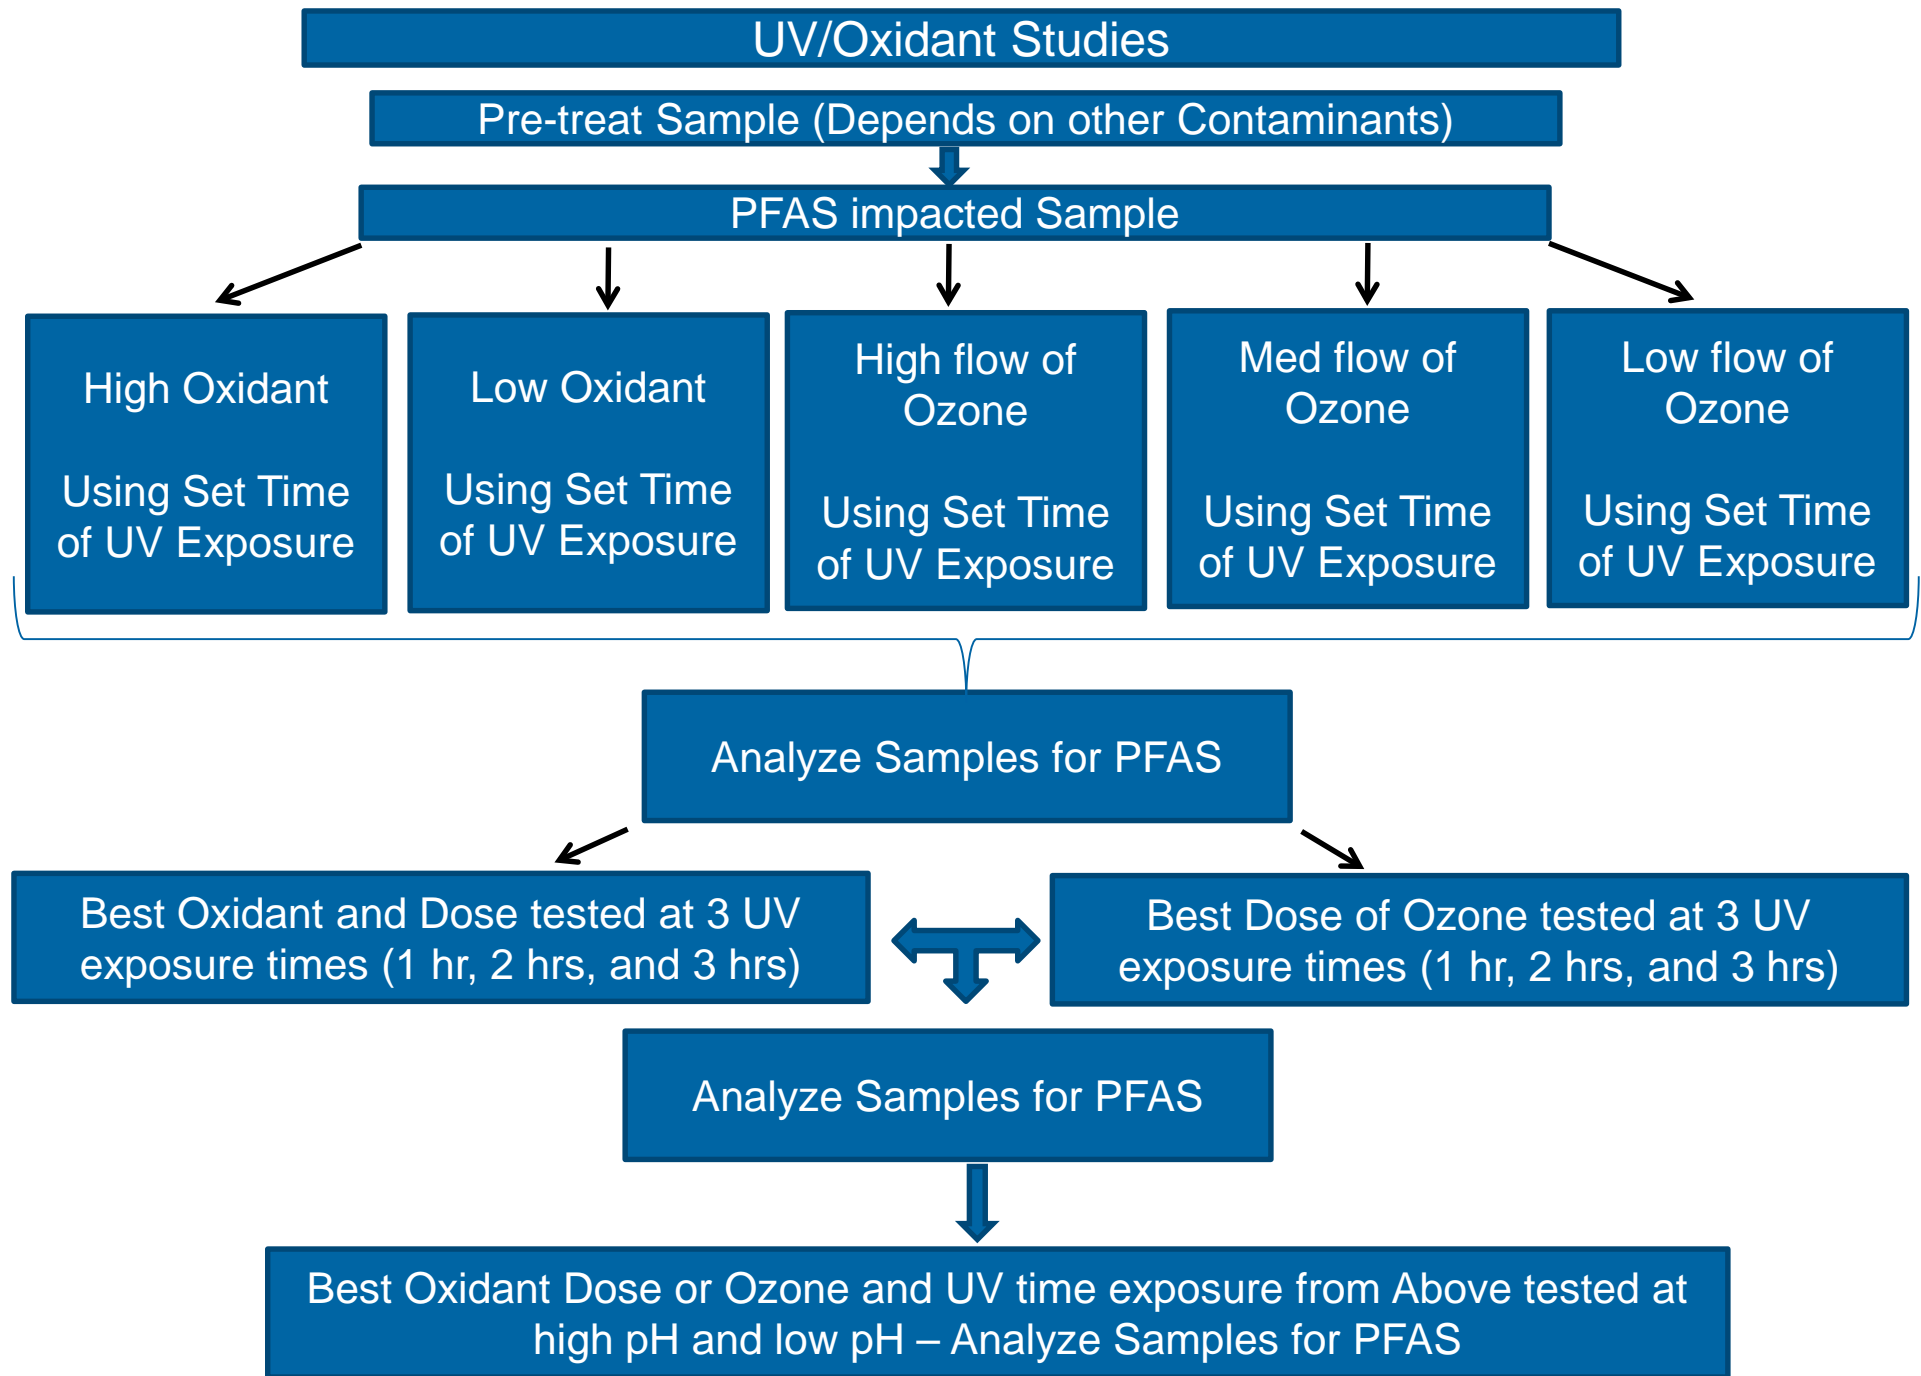 UV/Oxidant Studies
Pre-treat Sample (Depends on other Contaminants)
PFAS impacted Sample
High Oxidant
Using Set Time
of UV Exposure
Low Oxidant
Using Set Time
of UV Exposure
High flow of
Ozone
Using Set Time
of UV Exposure
Med flow of
Ozone
Using Set Time
of UV Exposure
Low flow of
Ozone
Using Set Time
of UV Exposure
Analyze Samples for PFAS
Best Oxidant and Dose tested at 3 UV
exposure times (1 hr, 2 hrs, and 3 hrs)
Best Dose of Ozone tested at 3 UV
exposure times (1 hr, 2 hrs, and 3 hrs)
Analyze Samples for PFAS
Best Oxidant Dose or Ozone and UV time exposure from Above tested at
high pH and low pH – Analyze Samples for PFAS